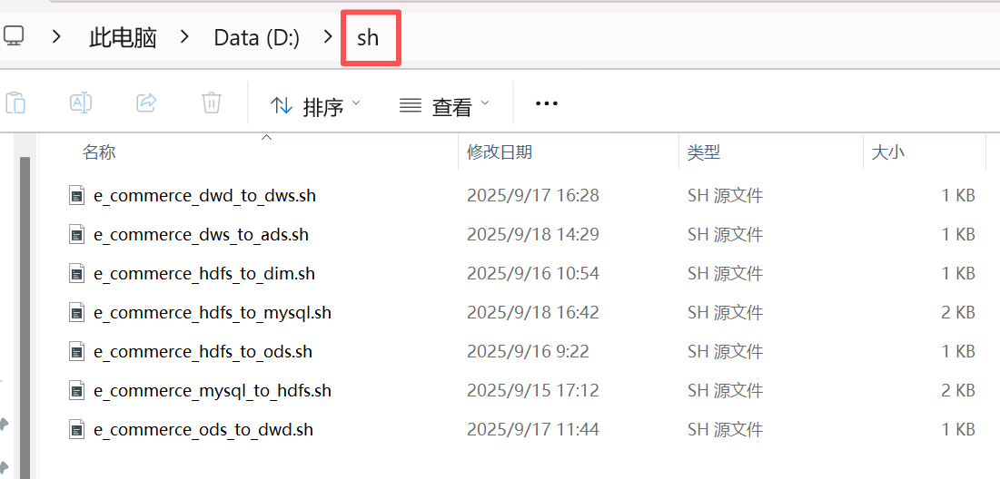 此电脑 > Data (D:) > sh
排序 查看 •••
名称 修改日期 类型 大小
e_commerce_dwd_to_dws.sh 2025/9/17 16:28 SH 源文件 1 KB
e_commerce_dws_to_ads.sh 2025/9/18 14:29 SH 源文件 1 KB
e_commerce_hdfs_to_dim.sh 2025/9/16 10:54 SH 源文件 1 KB
e_commerce_hdfs_to_mysql.sh 2025/9/18 16:42 SH 源文件 2 KB
e_commerce_hdfs_to_ods.sh 2025/9/16 9:22 SH 源文件 1 KB
e_commerce_mysql_to_hdfs.sh 2025/9/15 17:12 SH 源文件 2 KB
e_commerce_ods_to_dwd.sh 2025/9/17 11:44 SH 源文件 1 KB